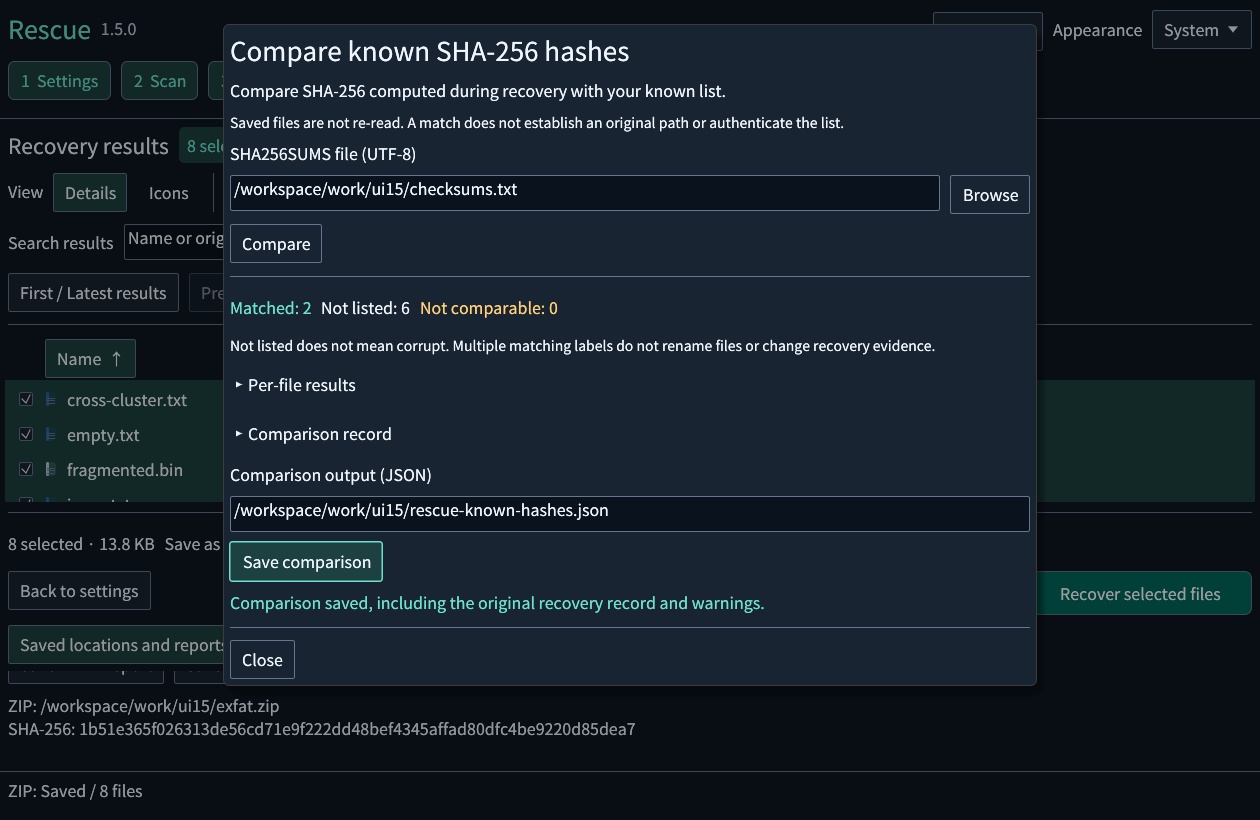 Rescue 1.5.0
Appearance System
1 Settings 2 Scan
Recovery results 8 sele
View Details Icons
Search results Name or orig
First / Latest results Pre
Name ↑
cross-cluster.txt
empty.txt
fragmented.bin
8 selected · 13.8 KB Save as
Back to settings
Recover selected files
Saved locations and reports
ZIP: /workspace/work/ui15/exfat.zip
SHA-256: 1b51e365f026313de56cd71e9f222dd48bef4345affad80dfc4be9220d85dea7
ZIP: Saved / 8 files
Compare known SHA-256 hashes
Compare SHA-256 computed during recovery with your known list.
Saved files are not re-read. A match does not establish an original path or authenticate the list.
SHA256SUMS file (UTF-8)
/workspace/work/ui15/checksums.txt Browse
Compare
Matched: 2 Not listed: 6 Not comparable: 0
Not listed does not mean corrupt. Multiple matching labels do not rename files or change recovery evidence.
Per-file results
Comparison record
Comparison output (JSON)
/workspace/work/ui15/rescue-known-hashes.json
Save comparison
Comparison saved, including the original recovery record and warnings.
Close